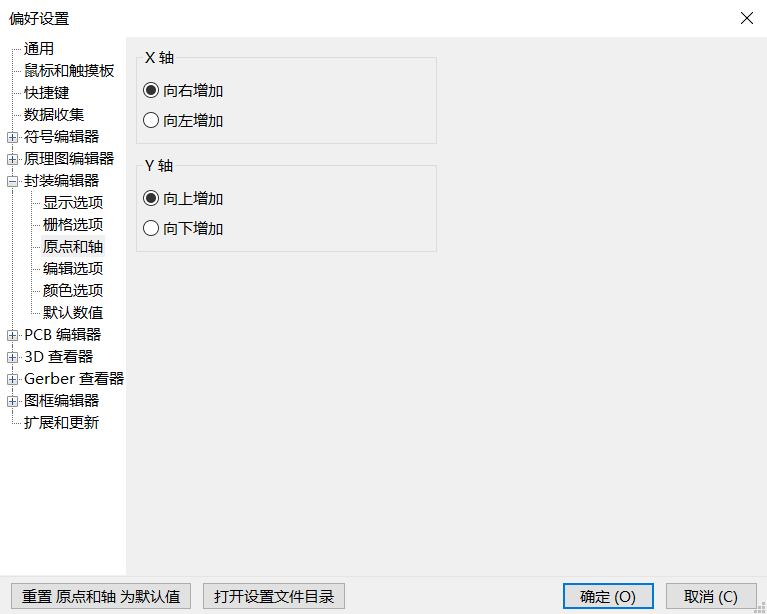 偏好设置
通用
鼠标和触摸板
快捷键
数据收集
符号编辑器
原理图编辑器
封装编辑器
显示选项
栅格选项
原点和轴
编辑选项
颜色选项
默认数值
PCB 编辑器
3D 查看器
Gerber 查看器
图框编辑器
扩展和更新
X 轴
向右增加
向左增加
Y 轴
向上增加
向下增加
重置 原点和轴 为默认值
打开设置文件目录
确定 (O)
取消 (C)